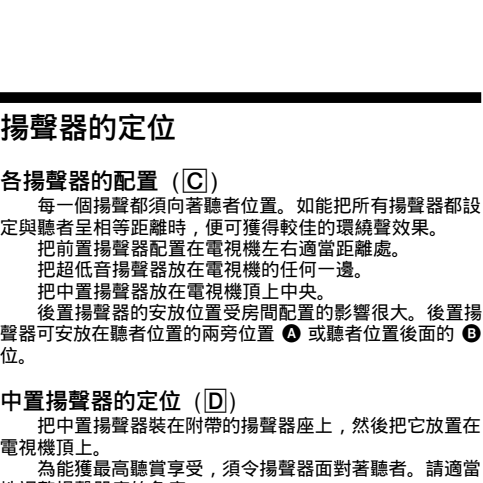 揚聲器的定位
各揚聲器的配置（C）
每一個揚聲都須向著聽者位置。如能把所有揚聲器都設
定與聽者呈相等距離時，便可獲得較佳的環繞聲效果。
把前置揚聲器配置在電視機左右適當距離處。
把超低音揚聲器放在電視機的任何一邊。
把中置揚聲器放在電視機頂上中央。
後置揚聲器的安放位置受房間配置的影響很大。後置揚
聲器可安放在聽者位置的兩旁位置 A 或聽者位置後面的 B
位。
中置揚聲器的定位（D）
把中置揚聲器裝在附帶的揚聲器座上，然後把它放置在
電視機頂上。
為能獲最高聽賞享受，須令揚聲器面對著聽者。請適當